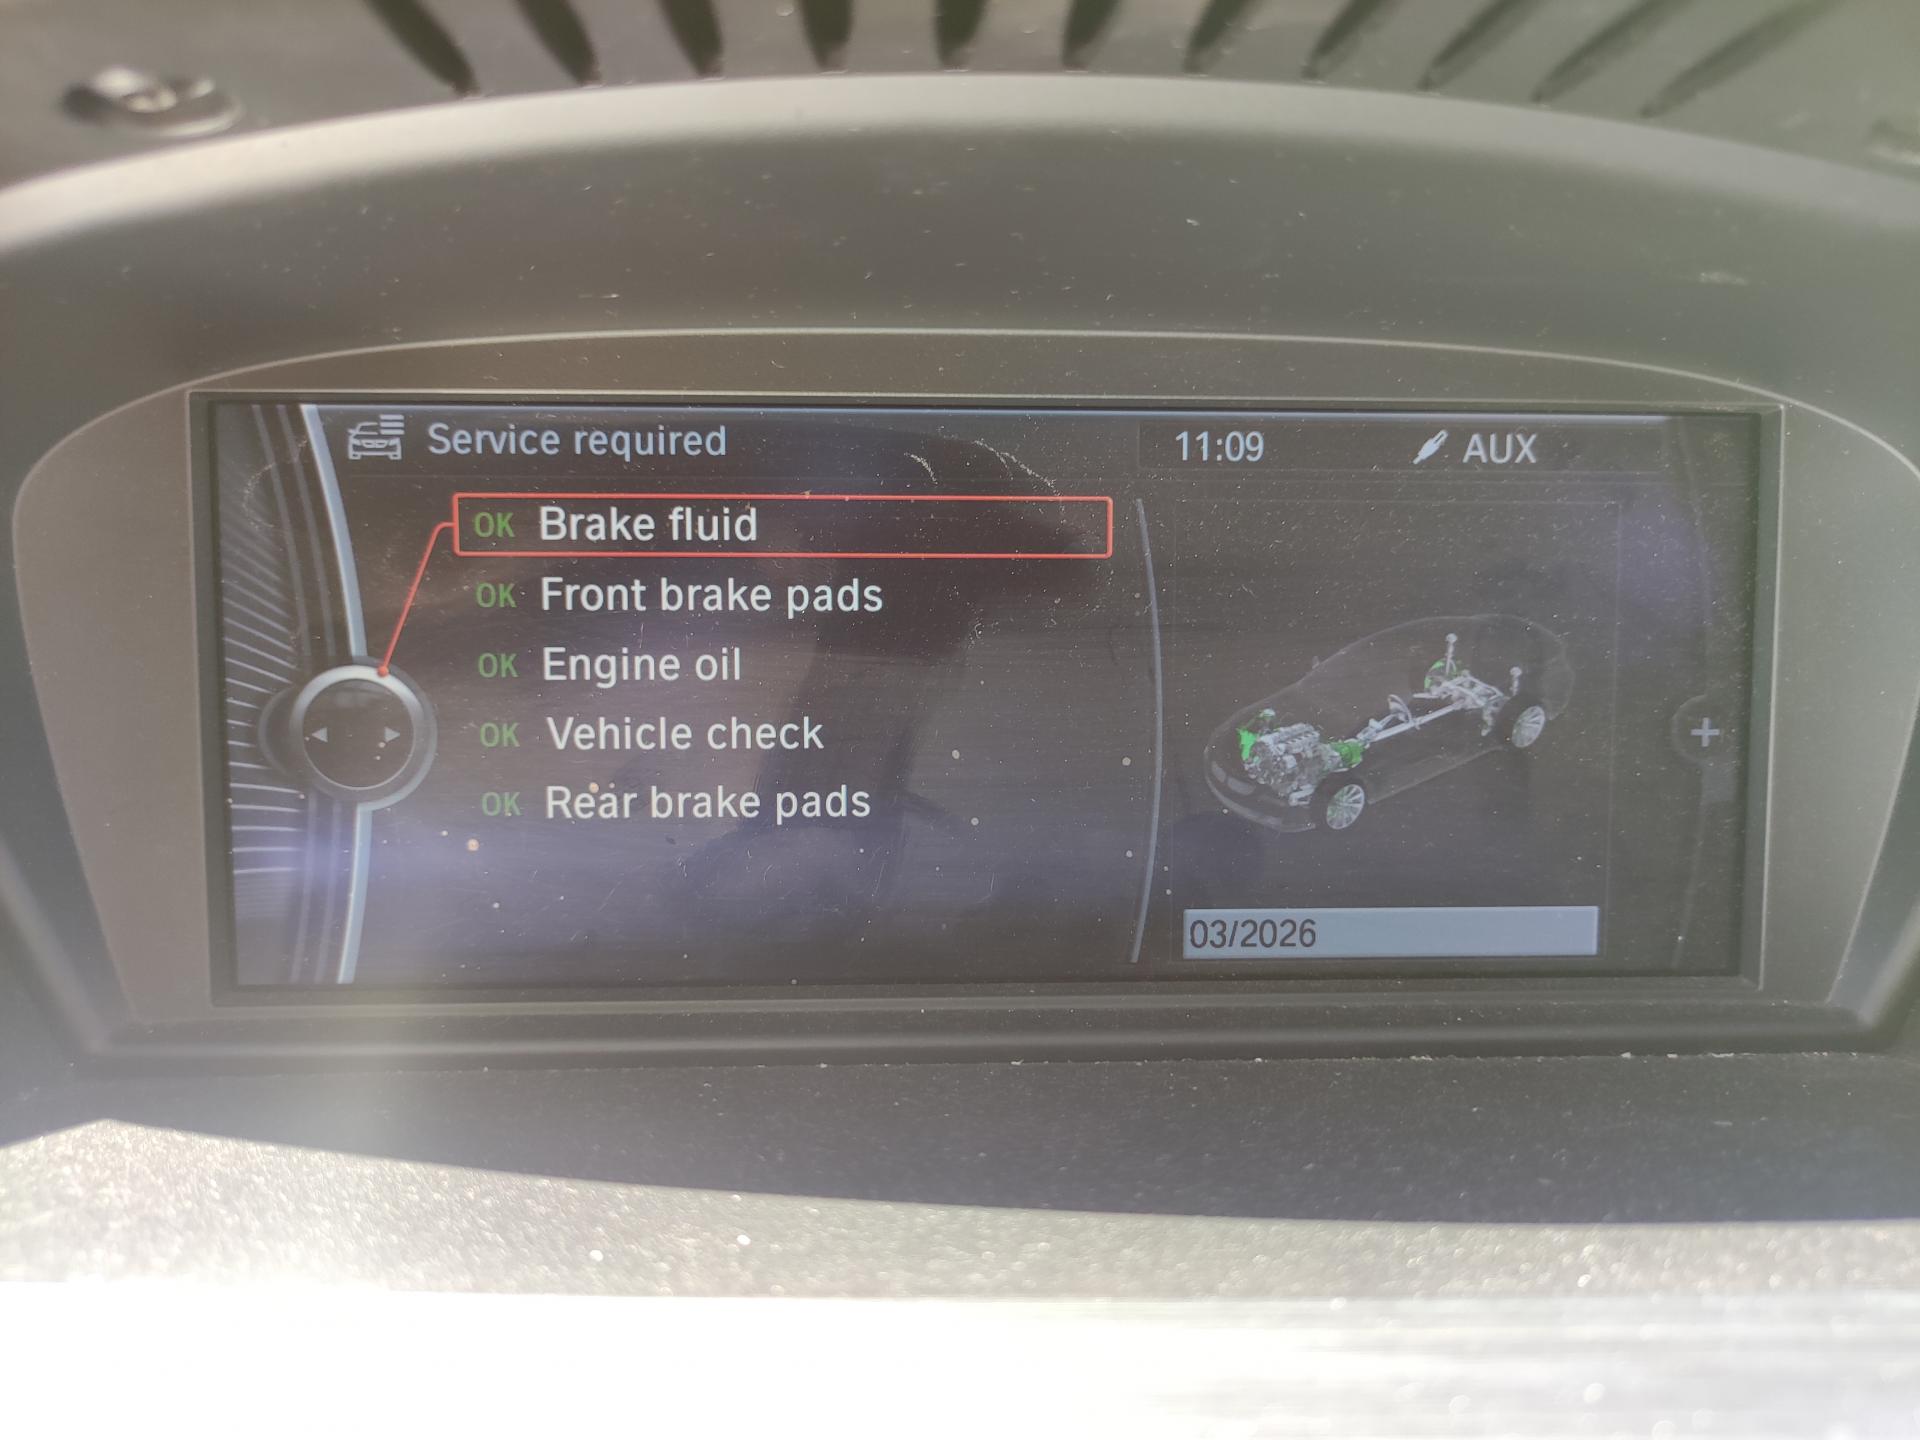 Service required
11:09
AUX
OK Brake fluid
OK Front brake pads
OK Engine oil
OK Vehicle check
OK Rear brake pads
03/2026